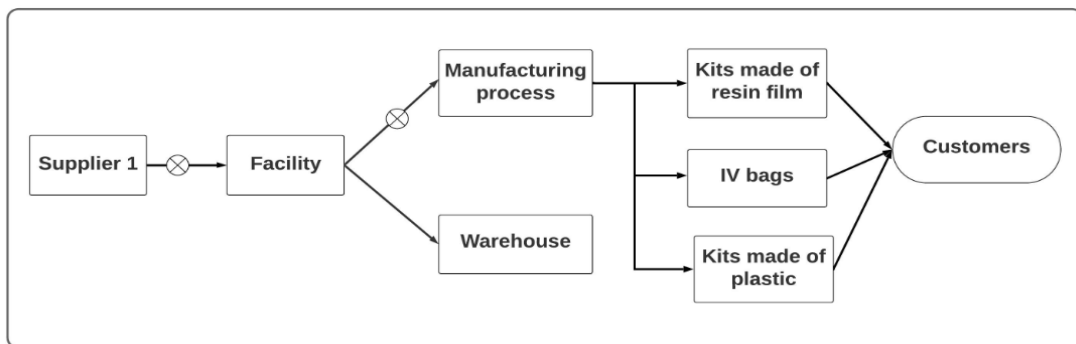 Supplier 1
Facility
Manufacturing
process
Warehouse
Kits made of
resin film
IV bags
Kits made of
plastic
Customers